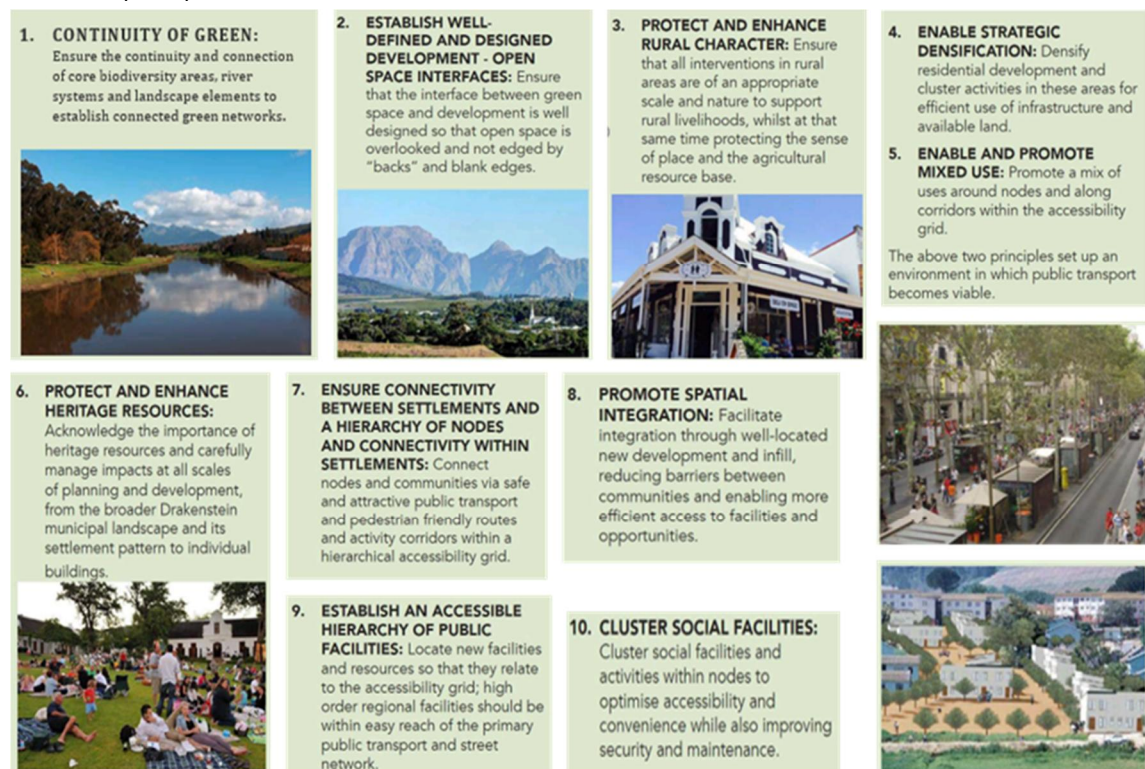 1. CONTINUITY OF GREEN:
Ensure the continuity and connection
of core biodiversity areas, river
systems and landscape elements to
establish connected green networks.
2. ESTABLISH WELL-
DEFINED AND DESIGNED
DEVELOPMENT - OPEN
SPACE INTERFACES: Ensure
that the interface between green
space and development is well
designed so that open space is
overlooked and not edged by
“backs” and blank edges.
3. PROTECT AND ENHANCE
RURAL CHARACTER: Ensure
that all interventions in rural
areas are of an appropriate
scale and nature to support
rural livelihoods, whilst at that
same time protecting the sense
of place and the agricultural
resource base.
4. ENABLE STRATEGIC
DENSIFICATION: Densify
residential development and
cluster activities in these areas for
efficient use of infrastructure and
available land.
5. ENABLE AND PROMOTE
MIXED USE: Promote a mix of
uses around nodes and along
corridors within the accessibility
grid.
The above two principles set up an
environment in which public transport
becomes viable.
6. PROTECT AND ENHANCE
HERITAGE RESOURCES:
Acknowledge the importance of
heritage resources and carefully
manage impacts at all scales
of planning and development,
from the broader Drakenstein
municipal landscape and its
settlement pattern to individual
buildings.
7. ENSURE CONNECTIVITY
BETWEEN SETTLEMENTS AND
A HIERARCHY OF NODES
AND CONNECTIVITY WITHIN
SETTLEMENTS: Connect
nodes and communities via safe
and attractive public transport
and pedestrian friendly routes
and activity corridors within a
hierarchical accessibility grid.
8. PROMOTE SPATIAL
INTEGRATION: Facilitate
integration through well-located
new development and infill,
reducing barriers between
communities and enabling more
efficient access to facilities and
opportunities.
9. ESTABLISH AN ACCESSIBLE
HIERARCHY OF PUBLIC
FACILITIES: Locate new facilities
and resources so that they relate
to the accessibility grid; high
order regional facilities should be
within easy reach of the primary
public transport and street
network.
10. CLUSTER SOCIAL FACILITIES:
Cluster social facilities and
activities within nodes to
optimise accessibility and
convenience while also improving
security and maintenance.